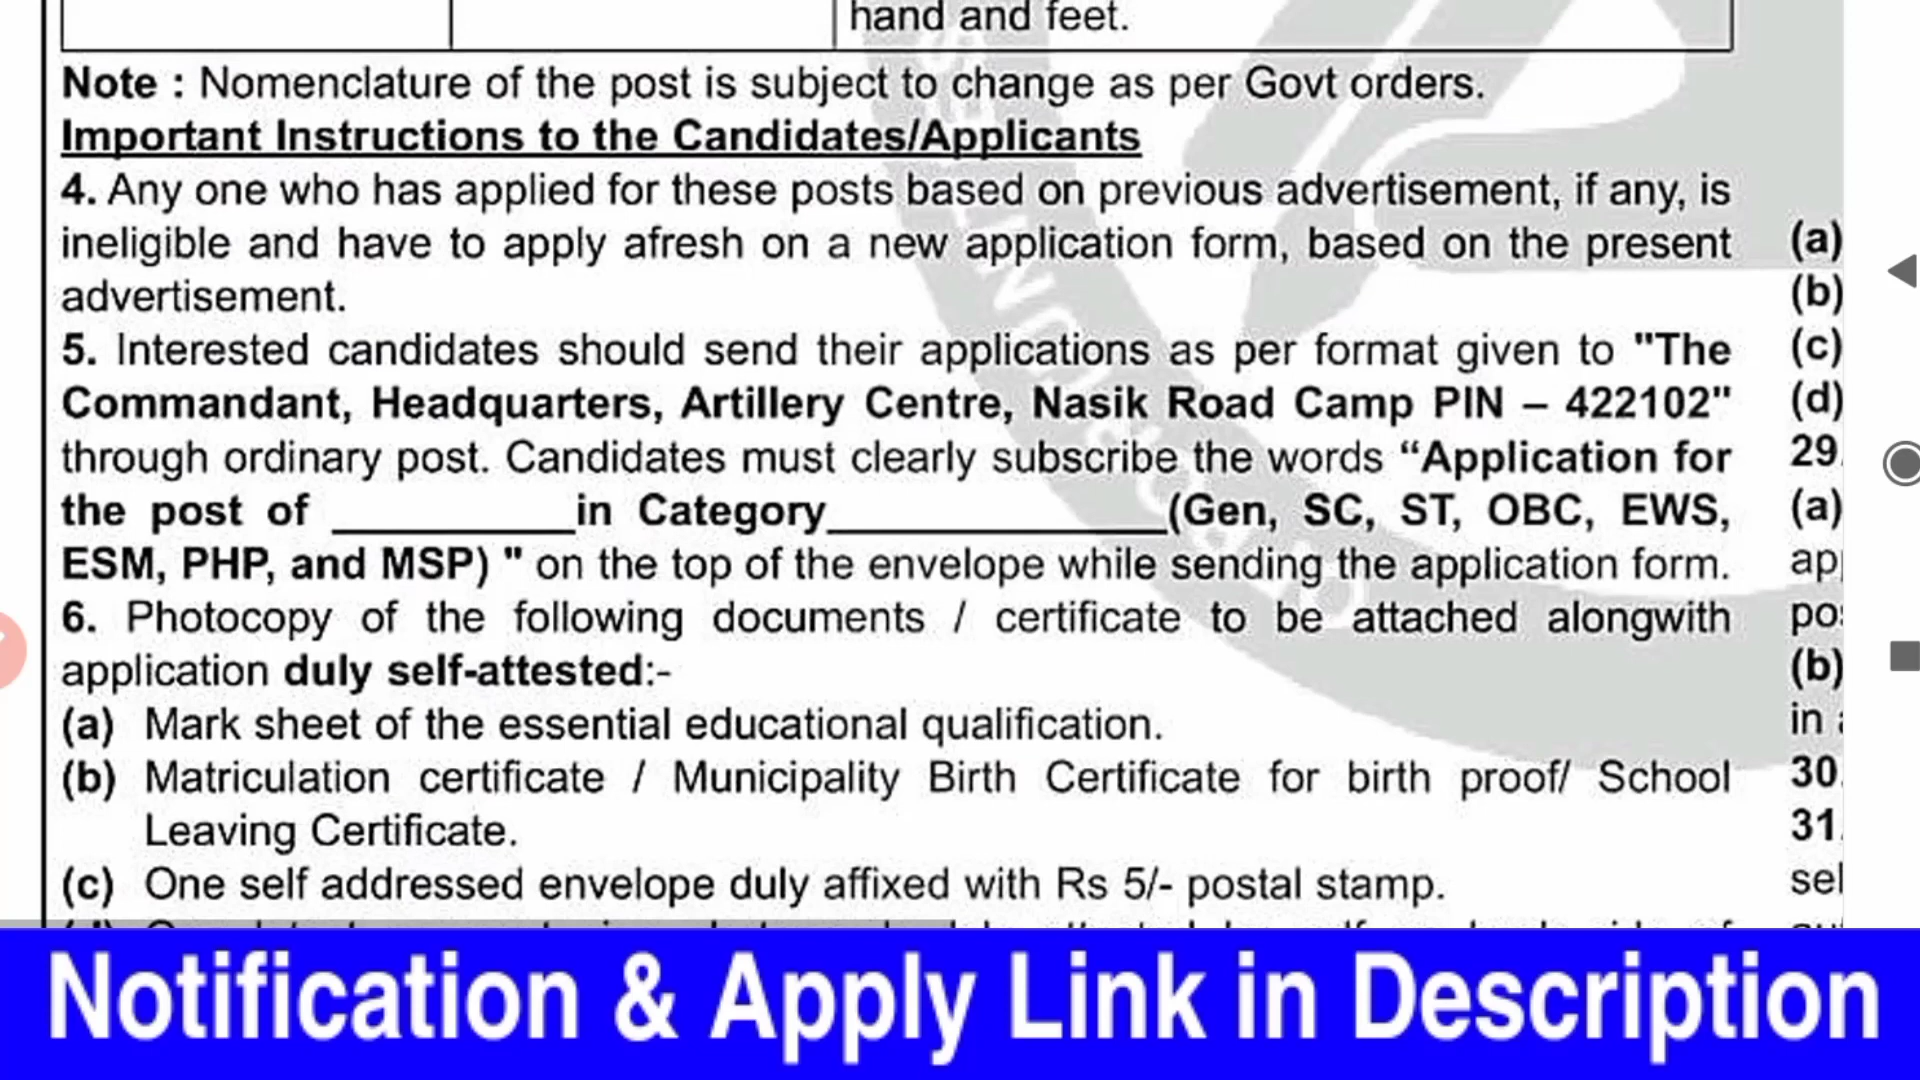 hand and feet.
Note : Nomenclature of the post is subject to change as per Govt orders.
Important Instructions to the Candidates/Applicants
4. Any one who has applied for these posts based on previous advertisement, if any, is
ineligible and have to apply afresh on a new application form, based on the present
advertisement.
5. Interested candidates should send their applications as per format given to "The
Commandant, Headquarters, Artillery Centre, Nasik Road Camp PIN – 422102"
through ordinary post. Candidates must clearly subscribe the words “Application for
the post of __________in Category______________(Gen, SC, ST, OBC, EWS,
ESM, PHP, and MSP) " on the top of the envelope while sending the application form.
6. Photocopy of the following documents / certificate to be attached alongwith
application duly self-attested:-
(a) Mark sheet of the essential educational qualification.
(b) Matriculation certificate / Municipality Birth Certificate for birth proof/ School
Leaving Certificate.
(c) One self addressed envelope duly affixed with Rs 5/- postal stamp.
(a)
(b)
(c)
(d)
29.
(a)
(b)
in
30.
31.
Notification & Apply Link in Description